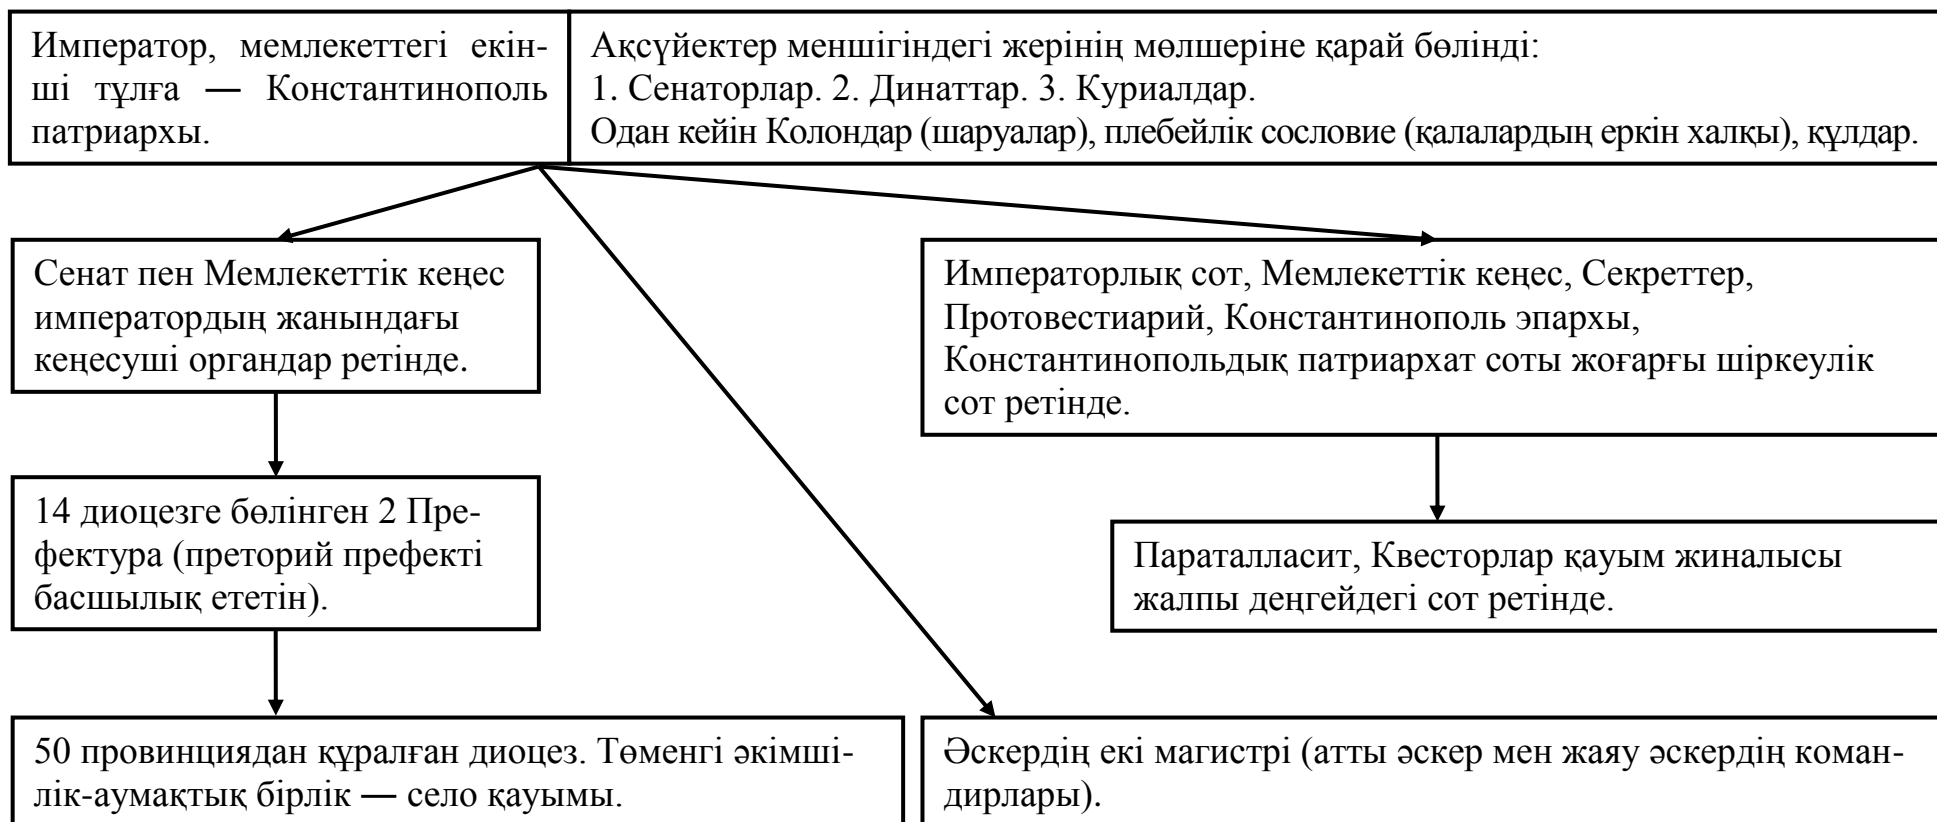 Император, мемлекеттегі екін-
ші тұлға — Константинополь
патриархы.
Ақсүйектер меншігіндегі жерінің мөлшеріне қарай бөлінді:
1. Сенаторлар. 2. Динаттар. 3. Куриалдар.
Одан кейін Колондар (шаруалар), плебейлік сословие (қалалардың еркін халқы), құлдар.
Сенат пен Мемлекеттік кеңес
императордың жанындағы
кеңесуші органдар ретінде.
Императорлық сот, Мемлекеттік кеңес, Секреттер,
Протовестиарий, Константинополь эпархы,
Константинопольдық патриархат соты жоғарғы шіркеулік
сот ретінде.
14 диоцезге бөлінген 2 Пре-
фектура (преторий префекті
басшылық ететін).
Параталлассит, Квесторлар қауым жиналысы
жалпы деңгейдегі сот ретінде.
50 провинциядан құралған диоцез. Төменгі әкімші-
лік-аумақтық бірлік — село қауымы.
Әскердің екі магистрі (атты әскер мен жаяу әскердің коман-
дирлары).